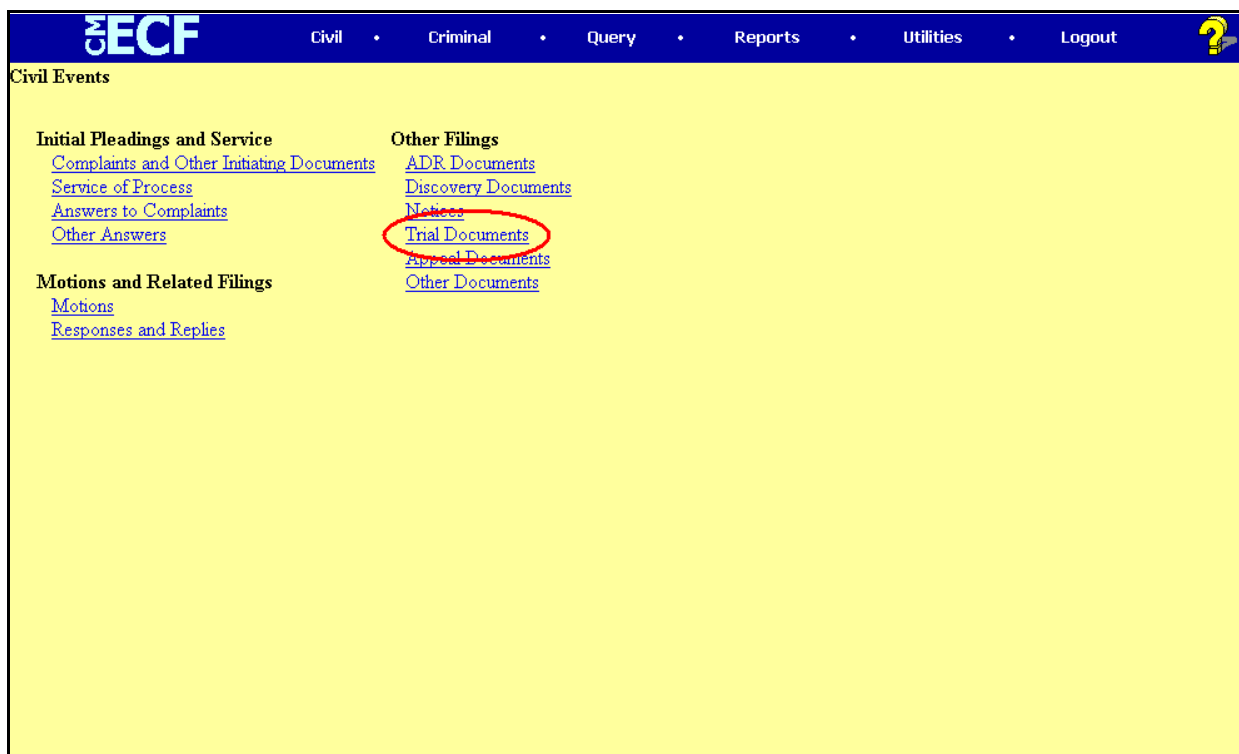 CM ECF Civil • Criminal • Query • Reports • Utilities • Logout ?
Civil Events
Initial Pleadings and Service
Complaints and Other Initiating Documents
Service of Process
Answers to Complaints
Other Answers
Motions and Related Filings
Motions
Responses and Replies
Other Filings
ADR Documents
Discovery Documents
Notices
Trial Documents
Appeal Documents
Other Documents